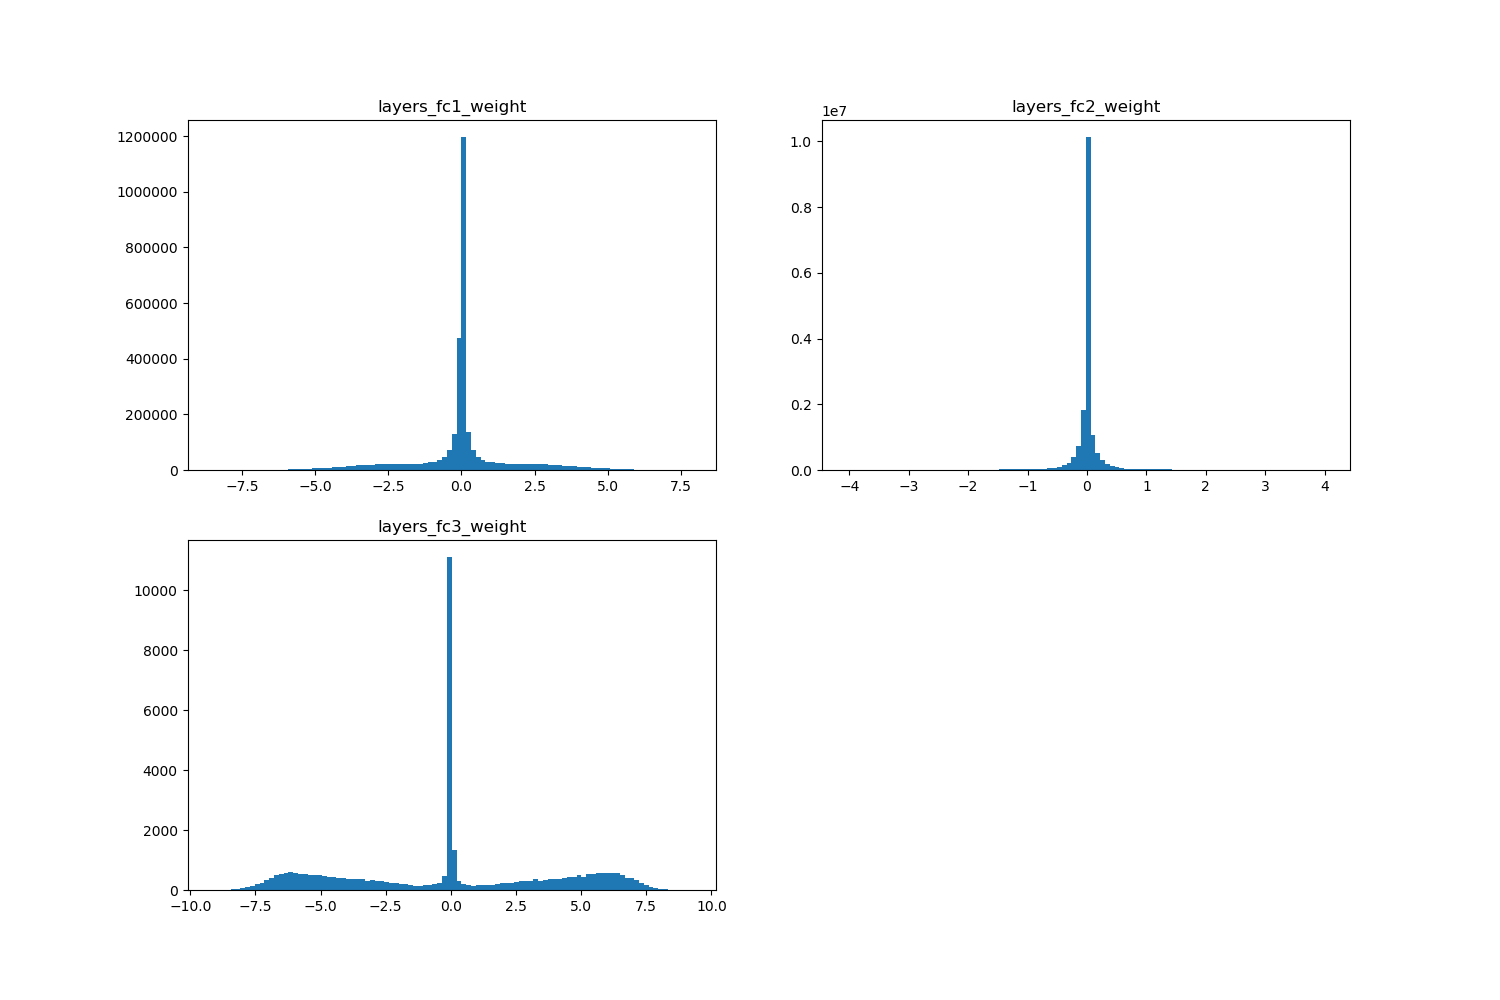 layers_fc1_weight
1200000
1000000
800000
600000
400000
200000
0
−7.5 −5.0 −2.5 0.0 2.5 5.0 7.5
layers_fc2_weight
1e7
1.0
0.8
0.6
0.4
0.2
0.0
−4 −3 −2 −1 0 1 2 3 4
layers_fc3_weight
10000
8000
6000
4000
2000
0
−10.0 −7.5 −5.0 −2.5 0.0 2.5 5.0 7.5 10.0